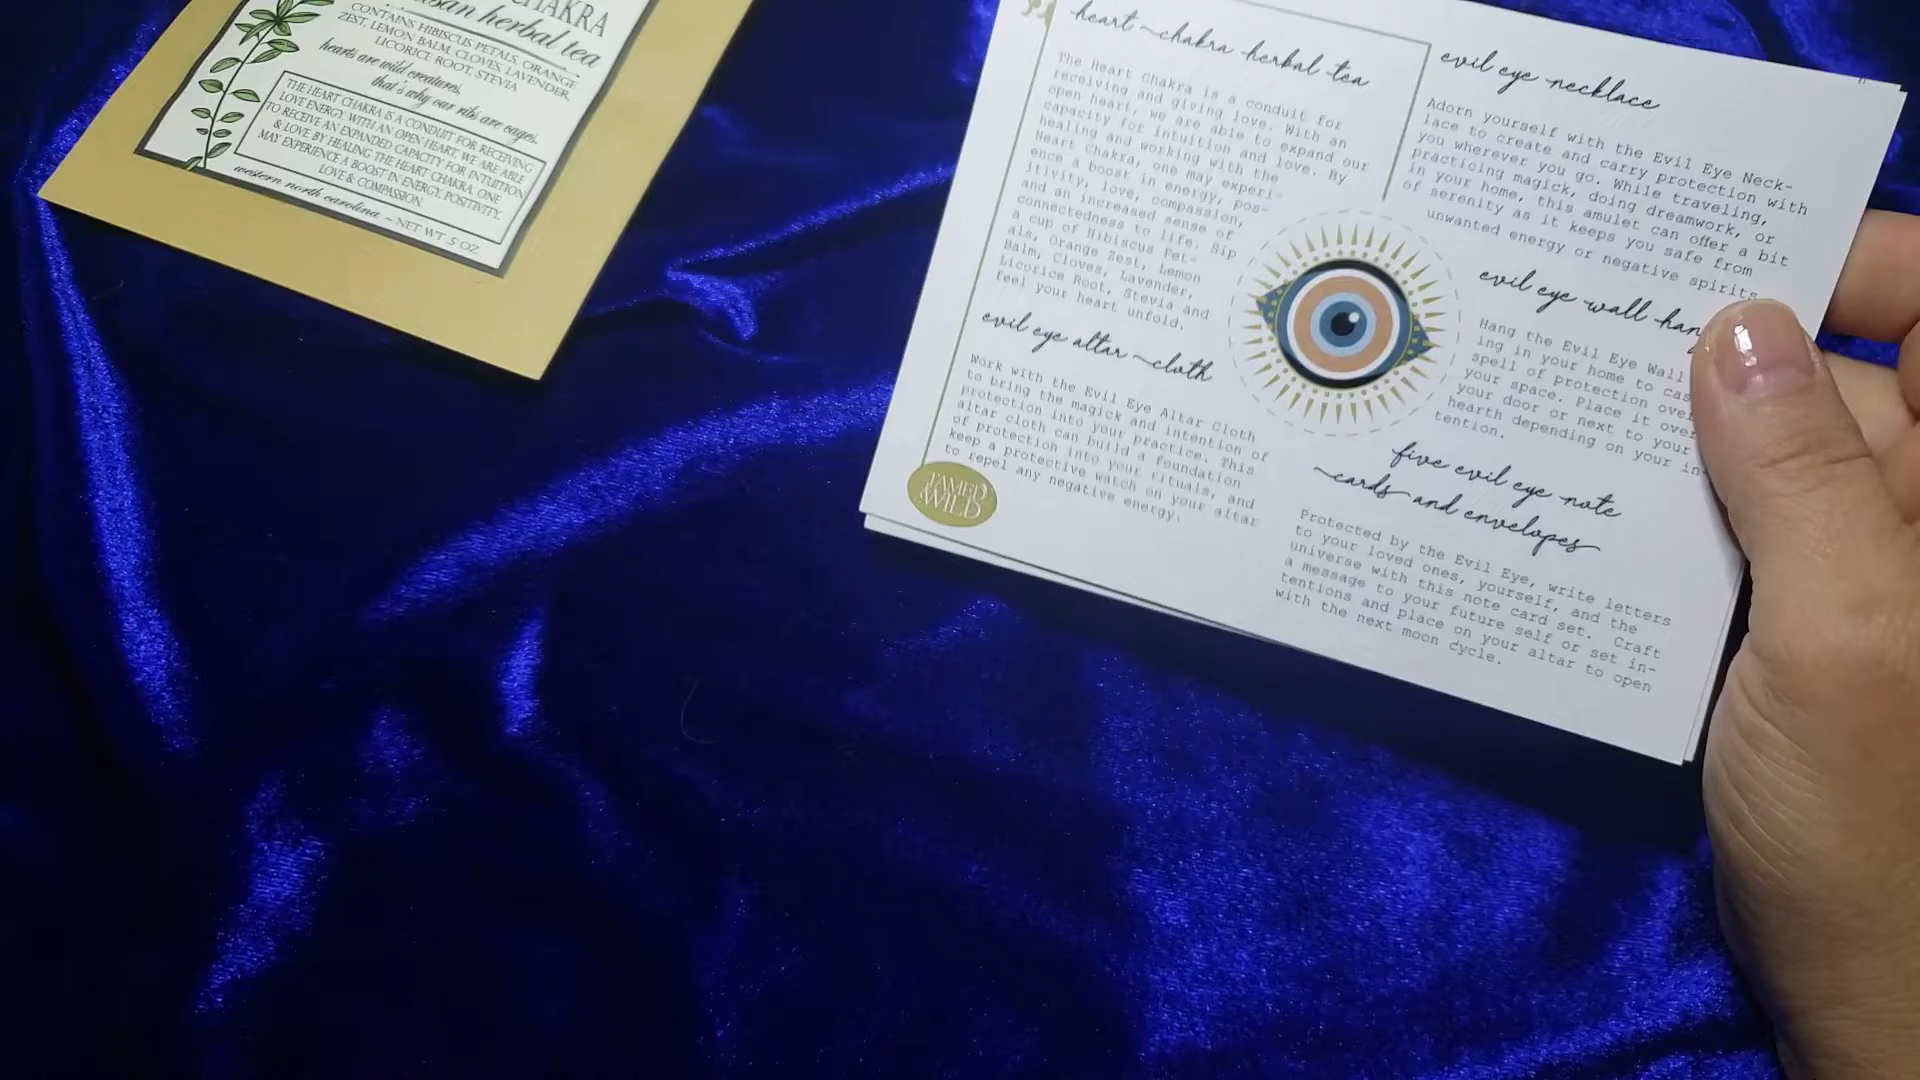 CHAKRA
artisan herbal tea
CONTAINS HIBISCUS PETALS, ORANGE
ZEST, LEMON BALM, CLOVES, LAVENDER,
LICORICE ROOT, STEVIA
hearts are wild creatures,
that's why our ribs are cages.
THE HEART CHAKRA IS A CONDUIT FOR RECEIVING
LOVE ENERGY. WITH AN OPEN HEART, WE ARE ABLE
TO RECEIVE AN EXPANDED CAPACITY FOR INTUITION
& LOVE. BY HEALING THE HEART CHAKRA, ONE
MAY EXPERIENCE A BOOST IN ENERGY, POSITIVITY,
LOVE & COMPASSION.
western north carolina ~ NET WT .5 OZ.
heart chakra herbal tea
The Heart Chakra is a conduit for
receiving and giving love. With an
open heart, we are able to expand our
capacity for intuition and love. By
healing and working with the
Heart Chakra, one may experi-
ence a boost in energy, pos-
itivity, love, compassion,
and an increased sense of
connectedness to life. Sip
a cup of Hibiscus Pet-
als, Orange Zest, Lemon
Balm, Cloves, Lavender,
Licorice Root, Stevia and
feel your heart unfold.
evil eye altar cloth
Work with the Evil Eye Altar Cloth
to bring the magick and intention of
protection into your practice. This
altar cloth can build a foundation
of protection into your rituals, and
keep a protective watch on your altar
to repel any negative energy.
TAMED
WILD
evil eye necklace
Adorn yourself with the Evil Eye Neck-
lace to create and carry protection with
you wherever you go. While traveling,
practicing magick, doing dreamwork, or
in your home, this amulet can offer a bit
of serenity as it keeps you safe from
unwanted energy or negative spirits.
evil eye wall han
Hang the Evil Eye Wall
ing in your home to cas
spell of protection over
your space. Place it over
your door or next to your
hearth depending on your in-
tention.
five evil eye note
cards and envelopes
Protected by the Evil Eye, write letters
to your loved ones, yourself, and the
universe with this note card set. Craft
a message to your future self or set in-
tentions and place on your altar to open
with the next moon cycle.